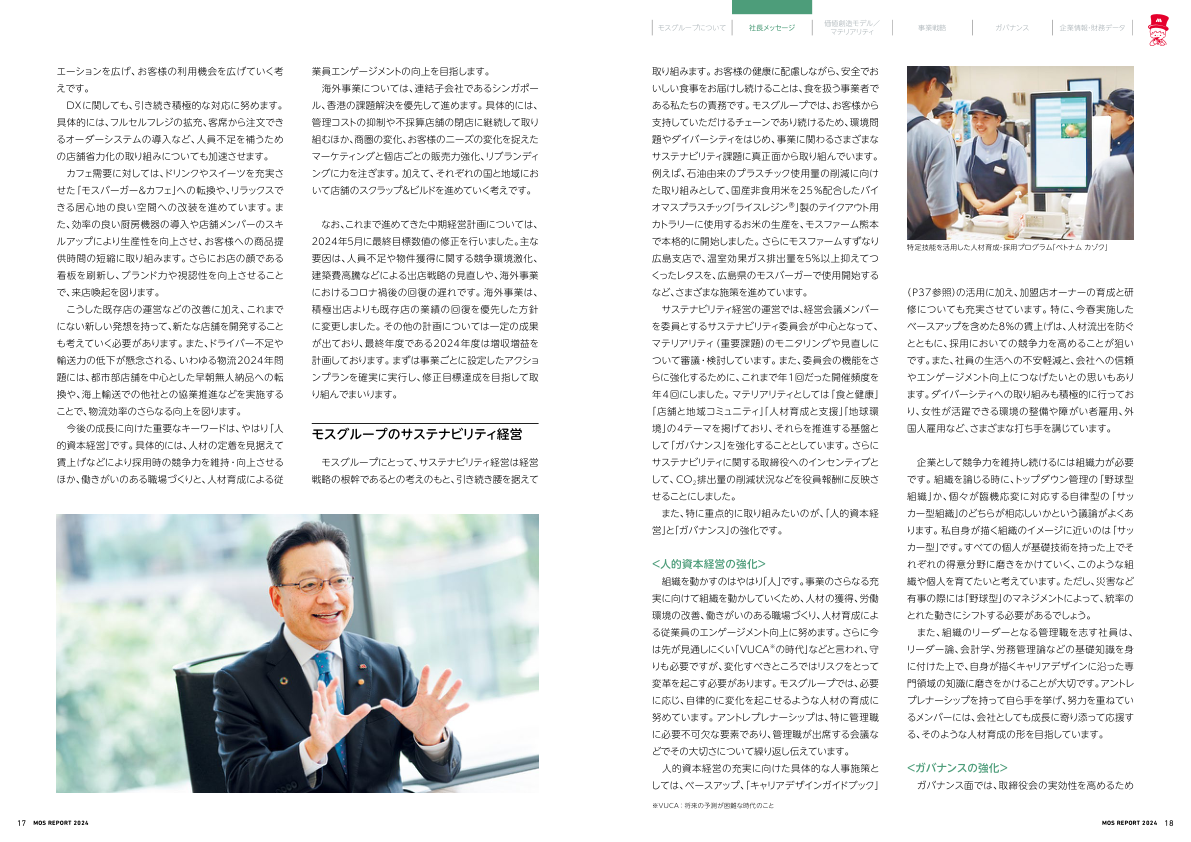 モスグループについて
社長メッセージ
価値創造モデル／
マテリアリティ
事業戦略
ガバナンス
企業情報・財務データ
エーションを広げ、お客様の利用機会を広げていく考
えです。
　DXに関しても、引き続き積極的な対応に努めます。
具体的には、フルセルフレジの拡充、客席から注文でき
るオーダーシステムの導入など、人員不足を補うため
の店舗省力化の取り組みについても加速させます。
　カフェ需要に対しては、ドリンクやスイーツを充実さ
せた「モスバーガー&カフェ」への転換や、リラックスで
きる居心地の良い空間への改装を進めています。ま
た、効率の良い厨房機器の導入や店舗メンバーのスキ
ルアップにより生産性を向上させ、お客様への商品提
供時間の短縮に取り組みます。さらにお店の顔である
看板を刷新し、ブランド力や視認性を向上させること
で、来店喚起を図ります。
　こうした既存店の運営などの改善に加え、これまで
にない新しい発想を持って、新たな店舗を開発すること
も考えていく必要があります。また、ドライバー不足や
輸送力の低下が懸念される、いわゆる物流2024年問
題には、都市部店舗を中心とした早朝無人納品への転
換や、海上輸送での他社との協業推進などを実施する
ことで、物流効率のさらなる向上を図ります。
　今後の成長に向けた重要なキーワードは、やはり「人
的資本経営」です。具体的には、人材の定着を見据えて
賃上げなどにより採用時の競争力を維持・向上させる
ほか、働きがいのある職場づくりと、人材育成による従
業員エンゲージメントの向上を目指します。
　海外事業については、連結子会社であるシンガポー
ル、香港の課題解決を優先して進めます。具体的には、
管理コストの抑制や不採算店舗の閉店に継続して取り
組むほか、商圏の変化、お客様のニーズの変化を捉えた
マーケティングと個店ごとの販売力強化、リブランディ
ングに力を注ぎます。加えて、それぞれの国と地域にお
いて店舗のスクラップ&ビルドを進めていく考えです。
　なお、これまで進めてきた中期経営計画については、
2024年5月に最終目標数値の修正を行いました。主な
要因は、人員不足や物件獲得に関する競争環境激化、
建築費高騰などによる出店戦略の見直しや、海外事業
におけるコロナ禍後の回復の遅れです。海外事業は、
積極出店よりも既存店の業績の回復を優先した方針
に変更しました。その他の計画については一定の成果
が出ており、最終年度である2024年度は増収増益を
計画しております。まずは事業ごとに設定したアクショ
ンプランを確実に実行し、修正目標達成を目指して取
り組んでまいります。
モスグループのサステナビリティ経営
　モスグループにとって、サステナビリティ経営は経営
戦略の根幹であるとの考えのもと、引き続き腰を据えて
取り組みます。お客様の健康に配慮しながら、安全でお
いしい食事をお届けし続けることは、食を扱う事業者で
ある私たちの責務です。モスグループでは、お客様から
支持していただけるチェーンであり続けるため、環境問
題やダイバーシティをはじめ、事業に関わるさまざまな
サステナビリティ課題に真正面から取り組んでいます。
例えば、石油由来のプラスチック使用量の削減に向け
た取り組みとして、国産非食用米を25％配合したバイ
オマスプラスチック「ライスレジン®」製のテイクアウト用
カトラリーに使用するお米の生産を、モスファーム熊本
で本格的に開始しました。さらにモスファームすずなり
広島支店で、温室効果ガス排出量を5％以上抑えてつ
くったレタスを、広島県のモスバーガーで使用開始する
など、さまざまな施策を進めています。
　サステナビリティ経営の運営では、経営会議メンバー
を委員とするサステナビリティ委員会が中心となって、
マテリアリティ（重要課題）のモニタリングや見直しに
ついて審議・検討しています。また、委員会の機能をさ
らに強化するために、これまで年1回だった開催頻度を
年4回にしました。マテリアリティとしては「食と健康」
「店舗と地域コミュニティ」「人材育成と支援」「地球環
境」の4テーマを掲げており、それらを推進する基盤と
して「ガバナンス」を強化することとしています。さらに
サステナビリティに関する取締役へのインセンティブと
して、CO₂排出量の削減状況などを役員報酬に反映さ
せることにしました。
　また、特に重点的に取り組みたいのが、「人的資本経
営」と「ガバナンス」の強化です。
<人的資本経営の強化>
　組織を動かすのはやはり「人」です。事業のさらなる充
実に向けて組織を動かしていくため、人材の獲得、労働
環境の改善、働きがいのある職場づくり、人材育成によ
る従業員のエンゲージメント向上に努めます。さらに今
は先が見通しにくい「VUCA※の時代」などと言われ、守
りも必要ですが、変化すべきところではリスクをとって
変革を起こす必要があります。モスグループでは、必要
に応じ、自律的に変化を起こせるような人材の育成に
努めています。アントレプレナーシップは、特に管理職
に必要不可欠な要素であり、管理職が出席する会議な
どでその大切さについて繰り返し伝えています。
　人的資本経営の充実に向けた具体的な人事施策と
しては、ベースアップ、「キャリアデザインガイドブック」
※VUCA：将来の予測が困難な時代のこと
特定技能を活用した人材育成・採用プログラム「ベトナム カゾク」
（P37参照）の活用に加え、加盟店オーナーの育成と研
修についても充実させています。特に、今春実施した
ベースアップを含めた8％の賃上げは、人材流出を防ぐ
とともに、採用においての競争力を高めることが狙い
です。また、社員の生活への不安軽減と、会社への信頼
やエンゲージメント向上につなげたいとの思いもあり
ます。ダイバーシティへの取り組みも積極的に行ってお
り、女性が活躍できる環境の整備や障がい者雇用、外
国人雇用など、さまざまな打ち手を講じています。
　企業として競争力を維持し続けるには組織力が必要
です。組織を論じる時に、トップダウン管理の「野球型
組織」か、個々が臨機応変に対応する自律型の「サッ
カー型組織」のどちらが相応しいかという議論がよくあ
ります。私自身が描く組織のイメージに近いのは「サッ
カー型」です。すべての個人が基礎技術を持った上でそ
れぞれの得意分野に磨きをかけていく、このような組
織や個人を育てたいと考えています。ただし、災害など
有事の際には「野球型」のマネジメントによって、統率の
とれた動きにシフトする必要があるでしょう。
　また、組織のリーダーとなる管理職を志す社員は、
リーダー論、会計学、労務管理論などの基礎知識を身
に付けた上で、自身が描くキャリアデザインに沿った専
門領域の知識に磨きをかけることが大切です。アントレ
プレナーシップを持って自ら手を挙げ、努力を重ねてい
るメンバーには、会社としても成長に寄り添って応援す
る、そのような人材育成の形を目指しています。
<ガバナンスの強化>
　ガバナンス面では、取締役会の実効性を高めるため
17 MOS REPORT 2024
MOS REPORT 2024 18